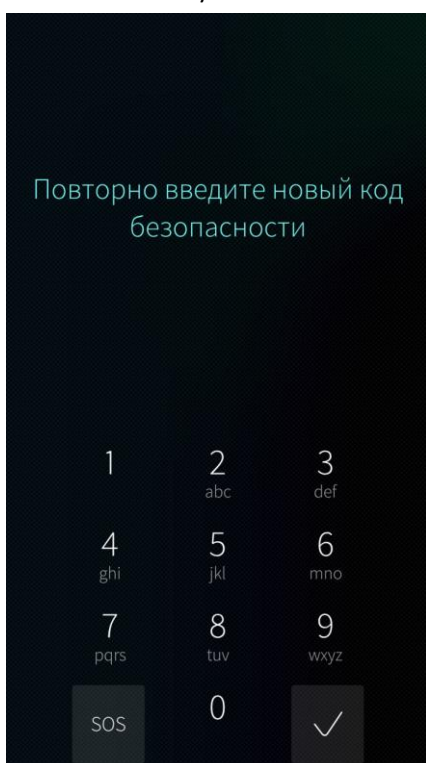 Повторно введите новый код
безопасности
1 2 3
abc def
4 5 6
ghi jkl mno
7 8 9
pqrs tuv wxyz
SOS 0